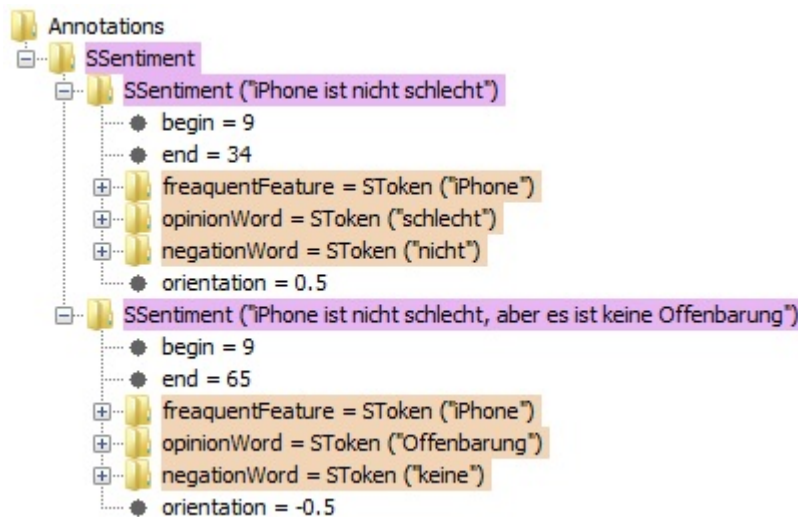 Annotations
SSentiment
SSentiment ("iPhone ist nicht schlecht")
begin = 9
end = 34
freaquentFeature = SToken ("iPhone")
opinionWord = SToken ("schlecht")
negationWord = SToken ("nicht")
orientation = 0.5
SSentiment ("iPhone ist nicht schlecht, aber es ist keine Offenbarung")
begin = 9
end = 65
freaquentFeature = SToken ("iPhone")
opinionWord = SToken ("Offenbarung")
negationWord = SToken ("keine")
orientation = -0.5